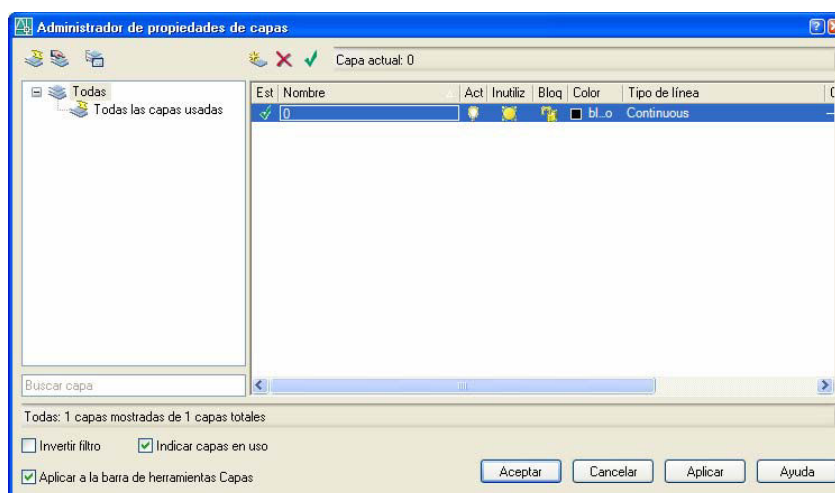 Administrador de propiedades de capas
Capa actual: 0
Todas
Todas las capas usadas
Est Nombre Act Inutiliz Bloq Color Tipo de línea
0 bl...o Continuous
Buscar capa
Todas: 1 capas mostradas de 1 capas totales
Invertir filtro Indicar capas en uso
Aplicar a la barra de herramientas Capas
Aceptar Cancelar Aplicar Ayuda